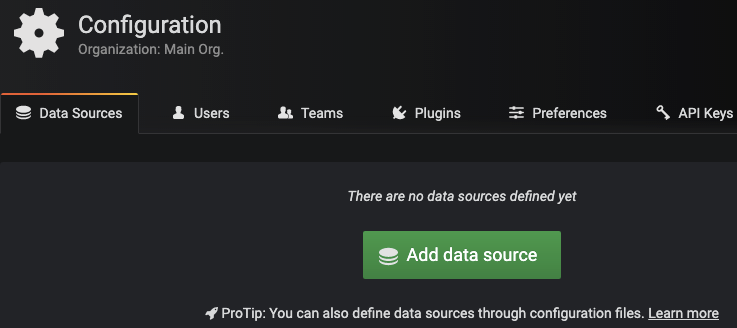 Configuration
Organization: Main Org.
Data Sources
Users
Teams
Plugins
Preferences
API Keys
There are no data sources defined yet
Add data source
ProTip: You can also define data sources through configuration files. Learn more